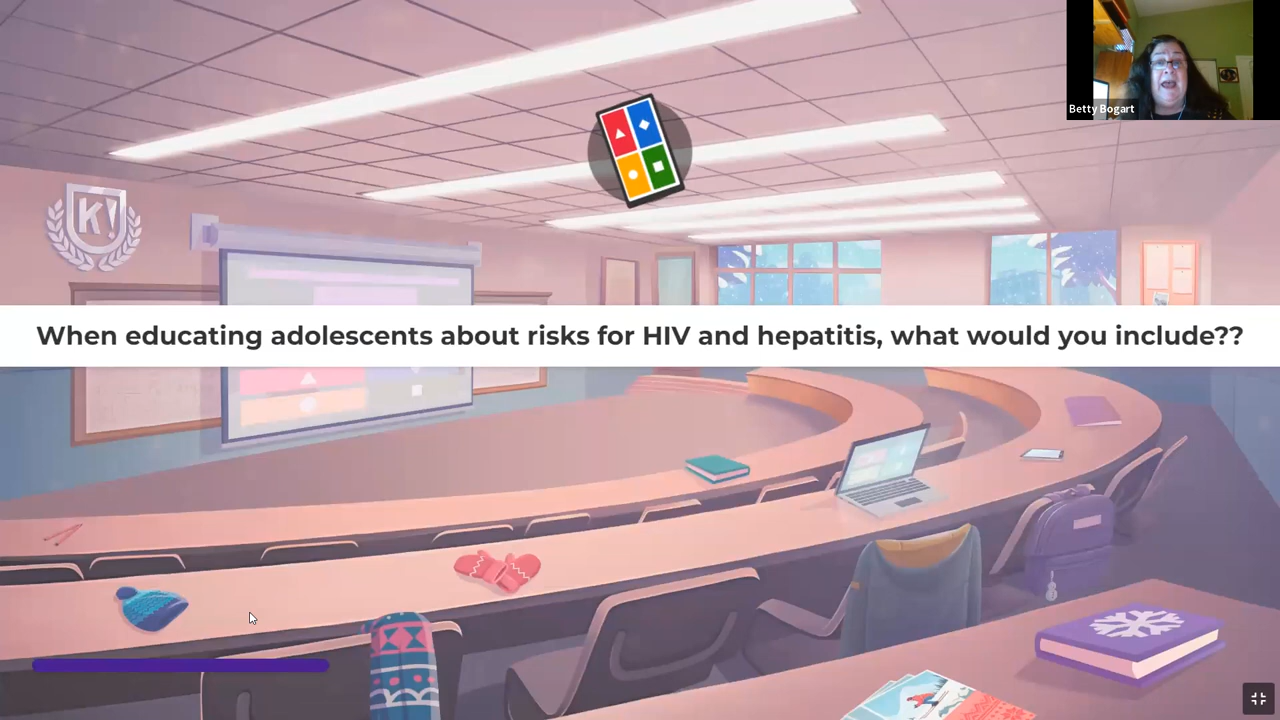 Betty Bogart
K!
When educating adolescents about risks for HIV and hepatitis, what would you include??